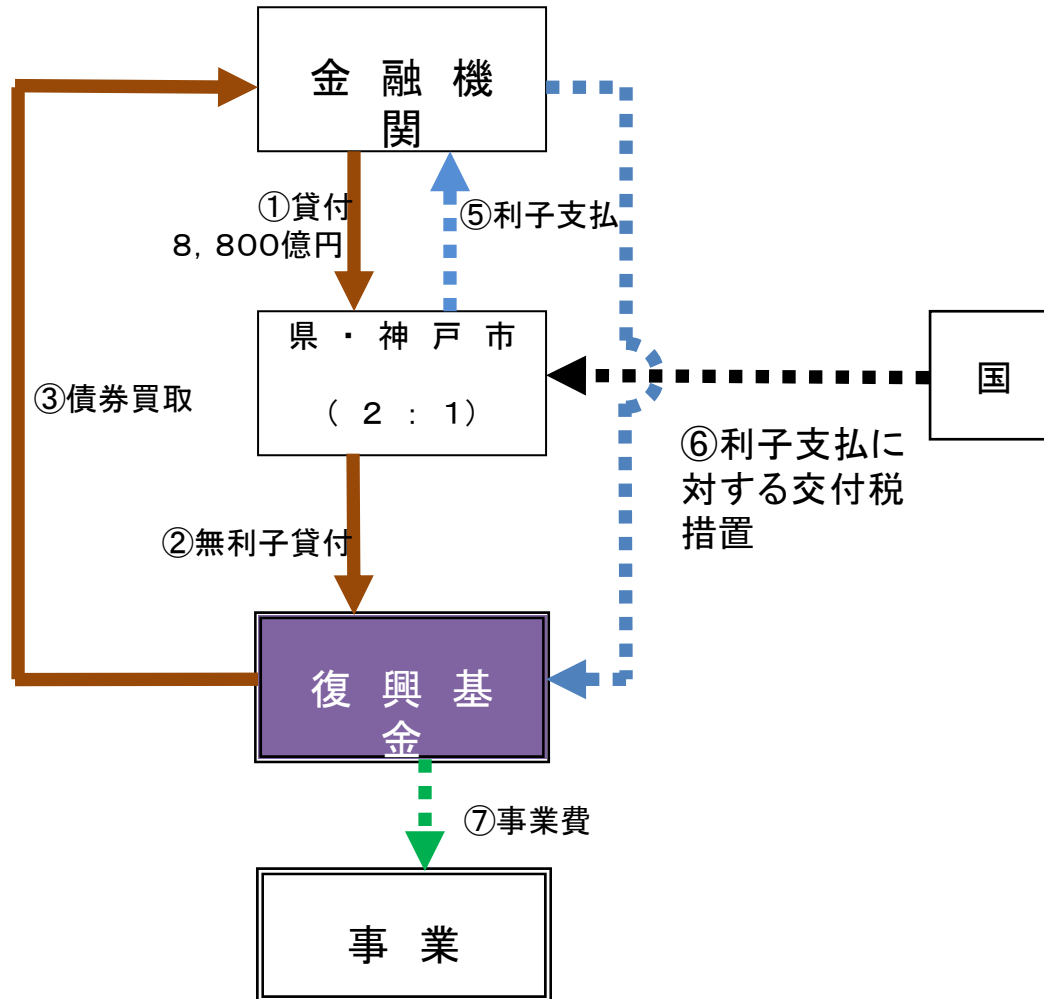 金 融 機
関
①貸付
8,800億円
⑤利子支払
県 ・ 神 戸 市
( 2 : 1)
国
③債券買取
⑥利子支払に
対する交付税
措置
②無利子貸付
復 興 基
金
⑦事業費
事 業